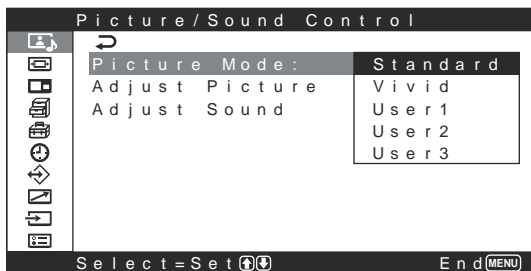 Picture/Sound Control
Picture Mode: Standard
Adjust Picture Vivid
Adjust Sound User1
User2
User3
Select=Set End MENU